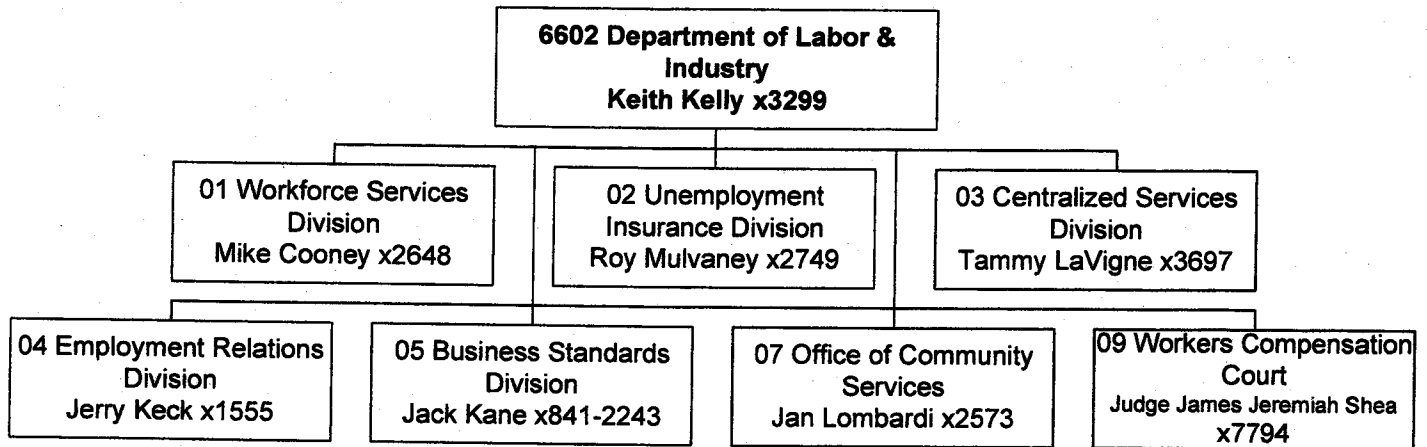 6602 Department of Labor &
Industry
Keith Kelly x3299
01 Workforce Services
Division
Mike Cooney x2648
02 Unemployment
Insurance Division
Roy Mulvaney x2749
03 Centralized Services
Division
Tammy LaVigne x3697
04 Employment Relations
Division
Jerry Keck x1555
05 Business Standards
Division
Jack Kane x841-2243
07 Office of Community
Services
Jan Lombardi x2573
09 Workers Compensation
Court
Judge James Jeremiah Shea
x7794